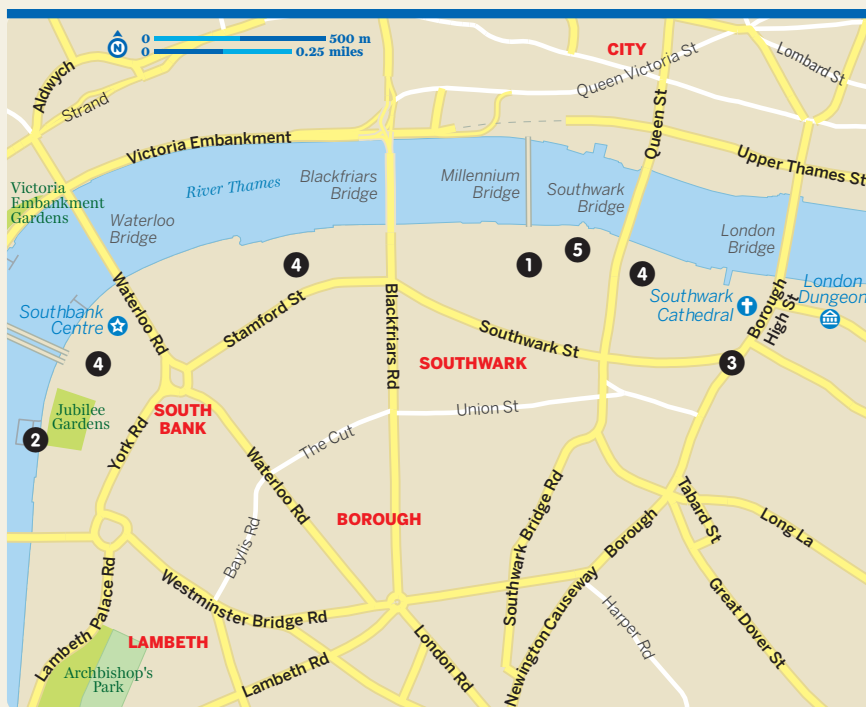 N
0 500 m
0 0.25 miles
CITY
Lombard St
Queen Victoria St
Aldwych
Strand
Queen St
Victoria Embankment
Upper Thames St
Victoria
Embankment
Gardens
River Thames
Blackfriars
Bridge
Millennium
Bridge
Southwark
Bridge
Waterloo
Bridge
London
Bridge
4
1
5
4
London
Dungeon
Southwark
Cathedral
Borough
High St
Southbank
Centre
Waterloo Rd
Stamford St
Blackfriars Rd
Southwark St
4
SOUTHWARK
3
Jubilee
Gardens
SOUTH
BANK
Union St
2
York Rd
The Cut
Waterloo Rd
BOROUGH
Southwark Bridge Rd
Borough
Tabard St
Long La
Baylis Rd
Westminster Bridge Rd
Newington Causeway
Great Dover St
Harper Rd
Lambeth Palace Rd
LAMBETH
Lambeth Rd
London Rd
Archbishop's
Park